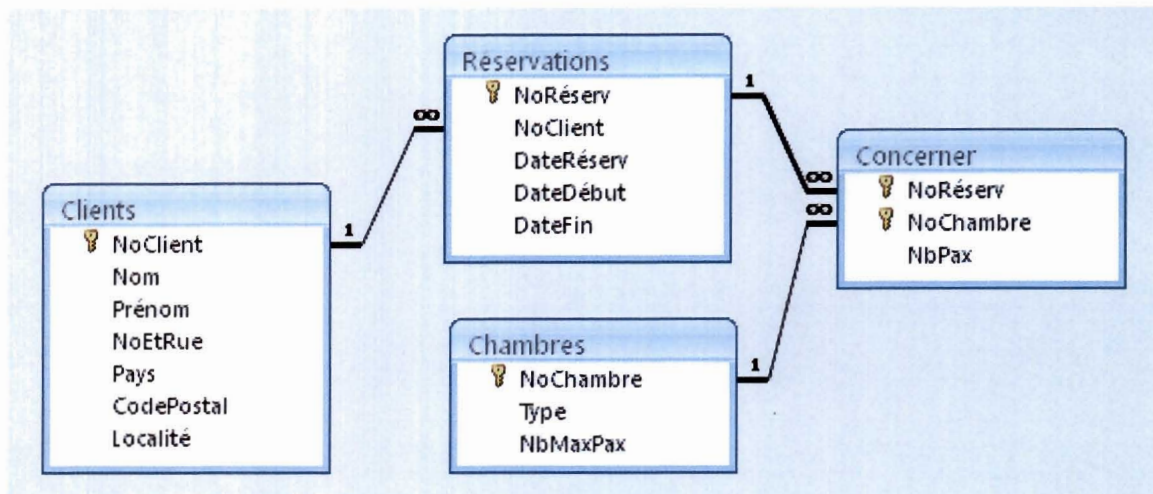 Réservations
NoRéserv
NoClient
DateRéserv
DateDébut
DateFin
1
∞
Concerner
NoRéserv
NoChambre
NbPax
∞
∞
Clients
NoClient
Nom
Prénom
NoEtRue
Pays
CodePostal
Localité
1
Chambres
NoChambre
Type
NbMaxPax
1